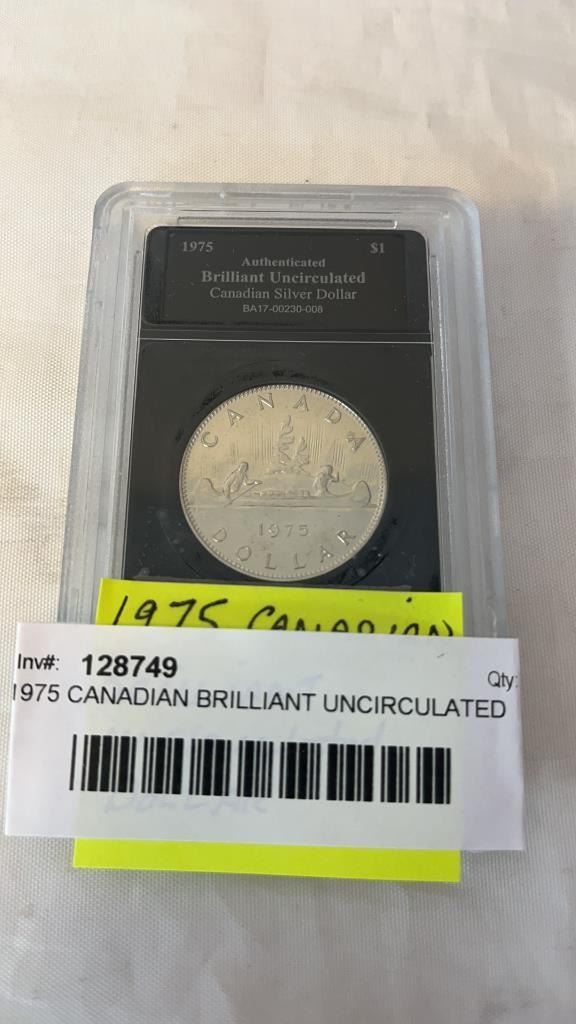 1975 $1
Authenticated
Brilliant Uncirculated
Canadian Silver Dollar
BA17-00230-008
CANADA
1975
DOLLAR
1975 CANADIAN
Inv#: 128749 Qty:
1975 CANADIAN BRILLIANT UNCIRCULATED
DOLLAR